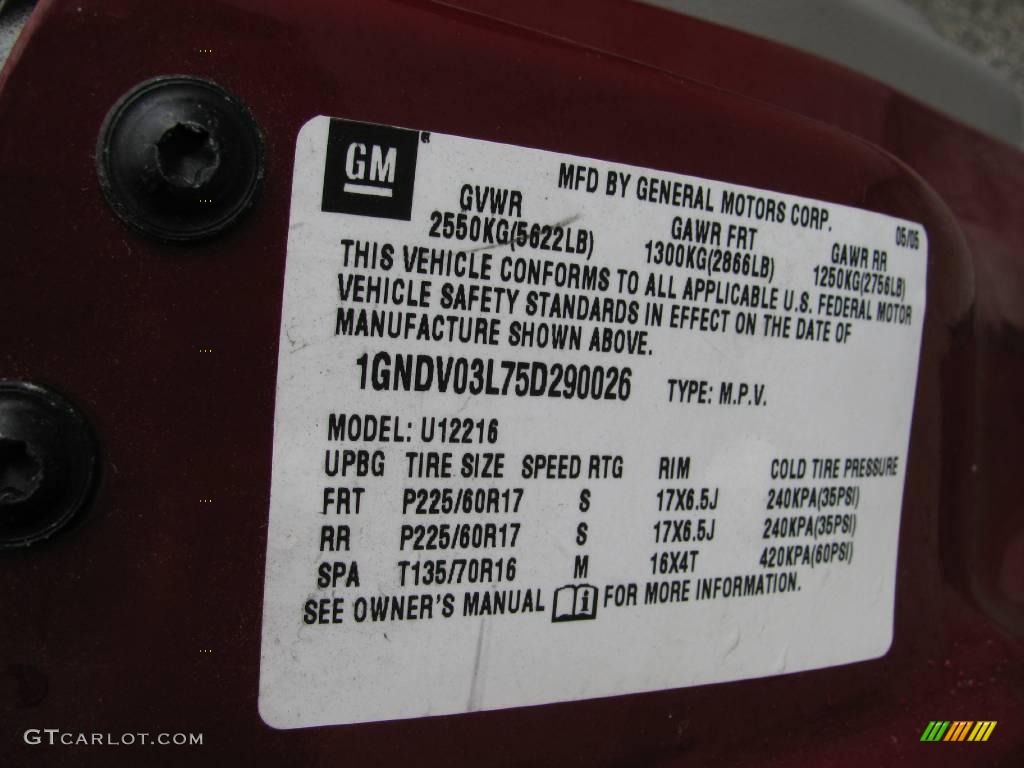 GM
MFD BY GENERAL MOTORS CORP. 05/05
GVWR GAWR FRT GAWR RR
2550KG(5622LB) 1300KG(2866LB) 1250KG(2756LB)
THIS VEHICLE CONFORMS TO ALL APPLICABLE U.S. FEDERAL MOTOR
VEHICLE SAFETY STANDARDS IN EFFECT ON THE DATE OF
MANUFACTURE SHOWN ABOVE.
1GNDV03L75D290026 TYPE: M.P.V.
MODEL: U12216
UPBG TIRE SIZE SPEED RTG RIM COLD TIRE PRESSURE
FRT P225/60R17 S 17X6.5J 240KPA(35PSI)
RR P225/60R17 S 17X6.5J 240KPA(35PSI)
SPA T135/70R16 M 16X4T 420KPA(60PSI)
SEE OWNER'S MANUAL i FOR MORE INFORMATION.
GTCARLOT.COM